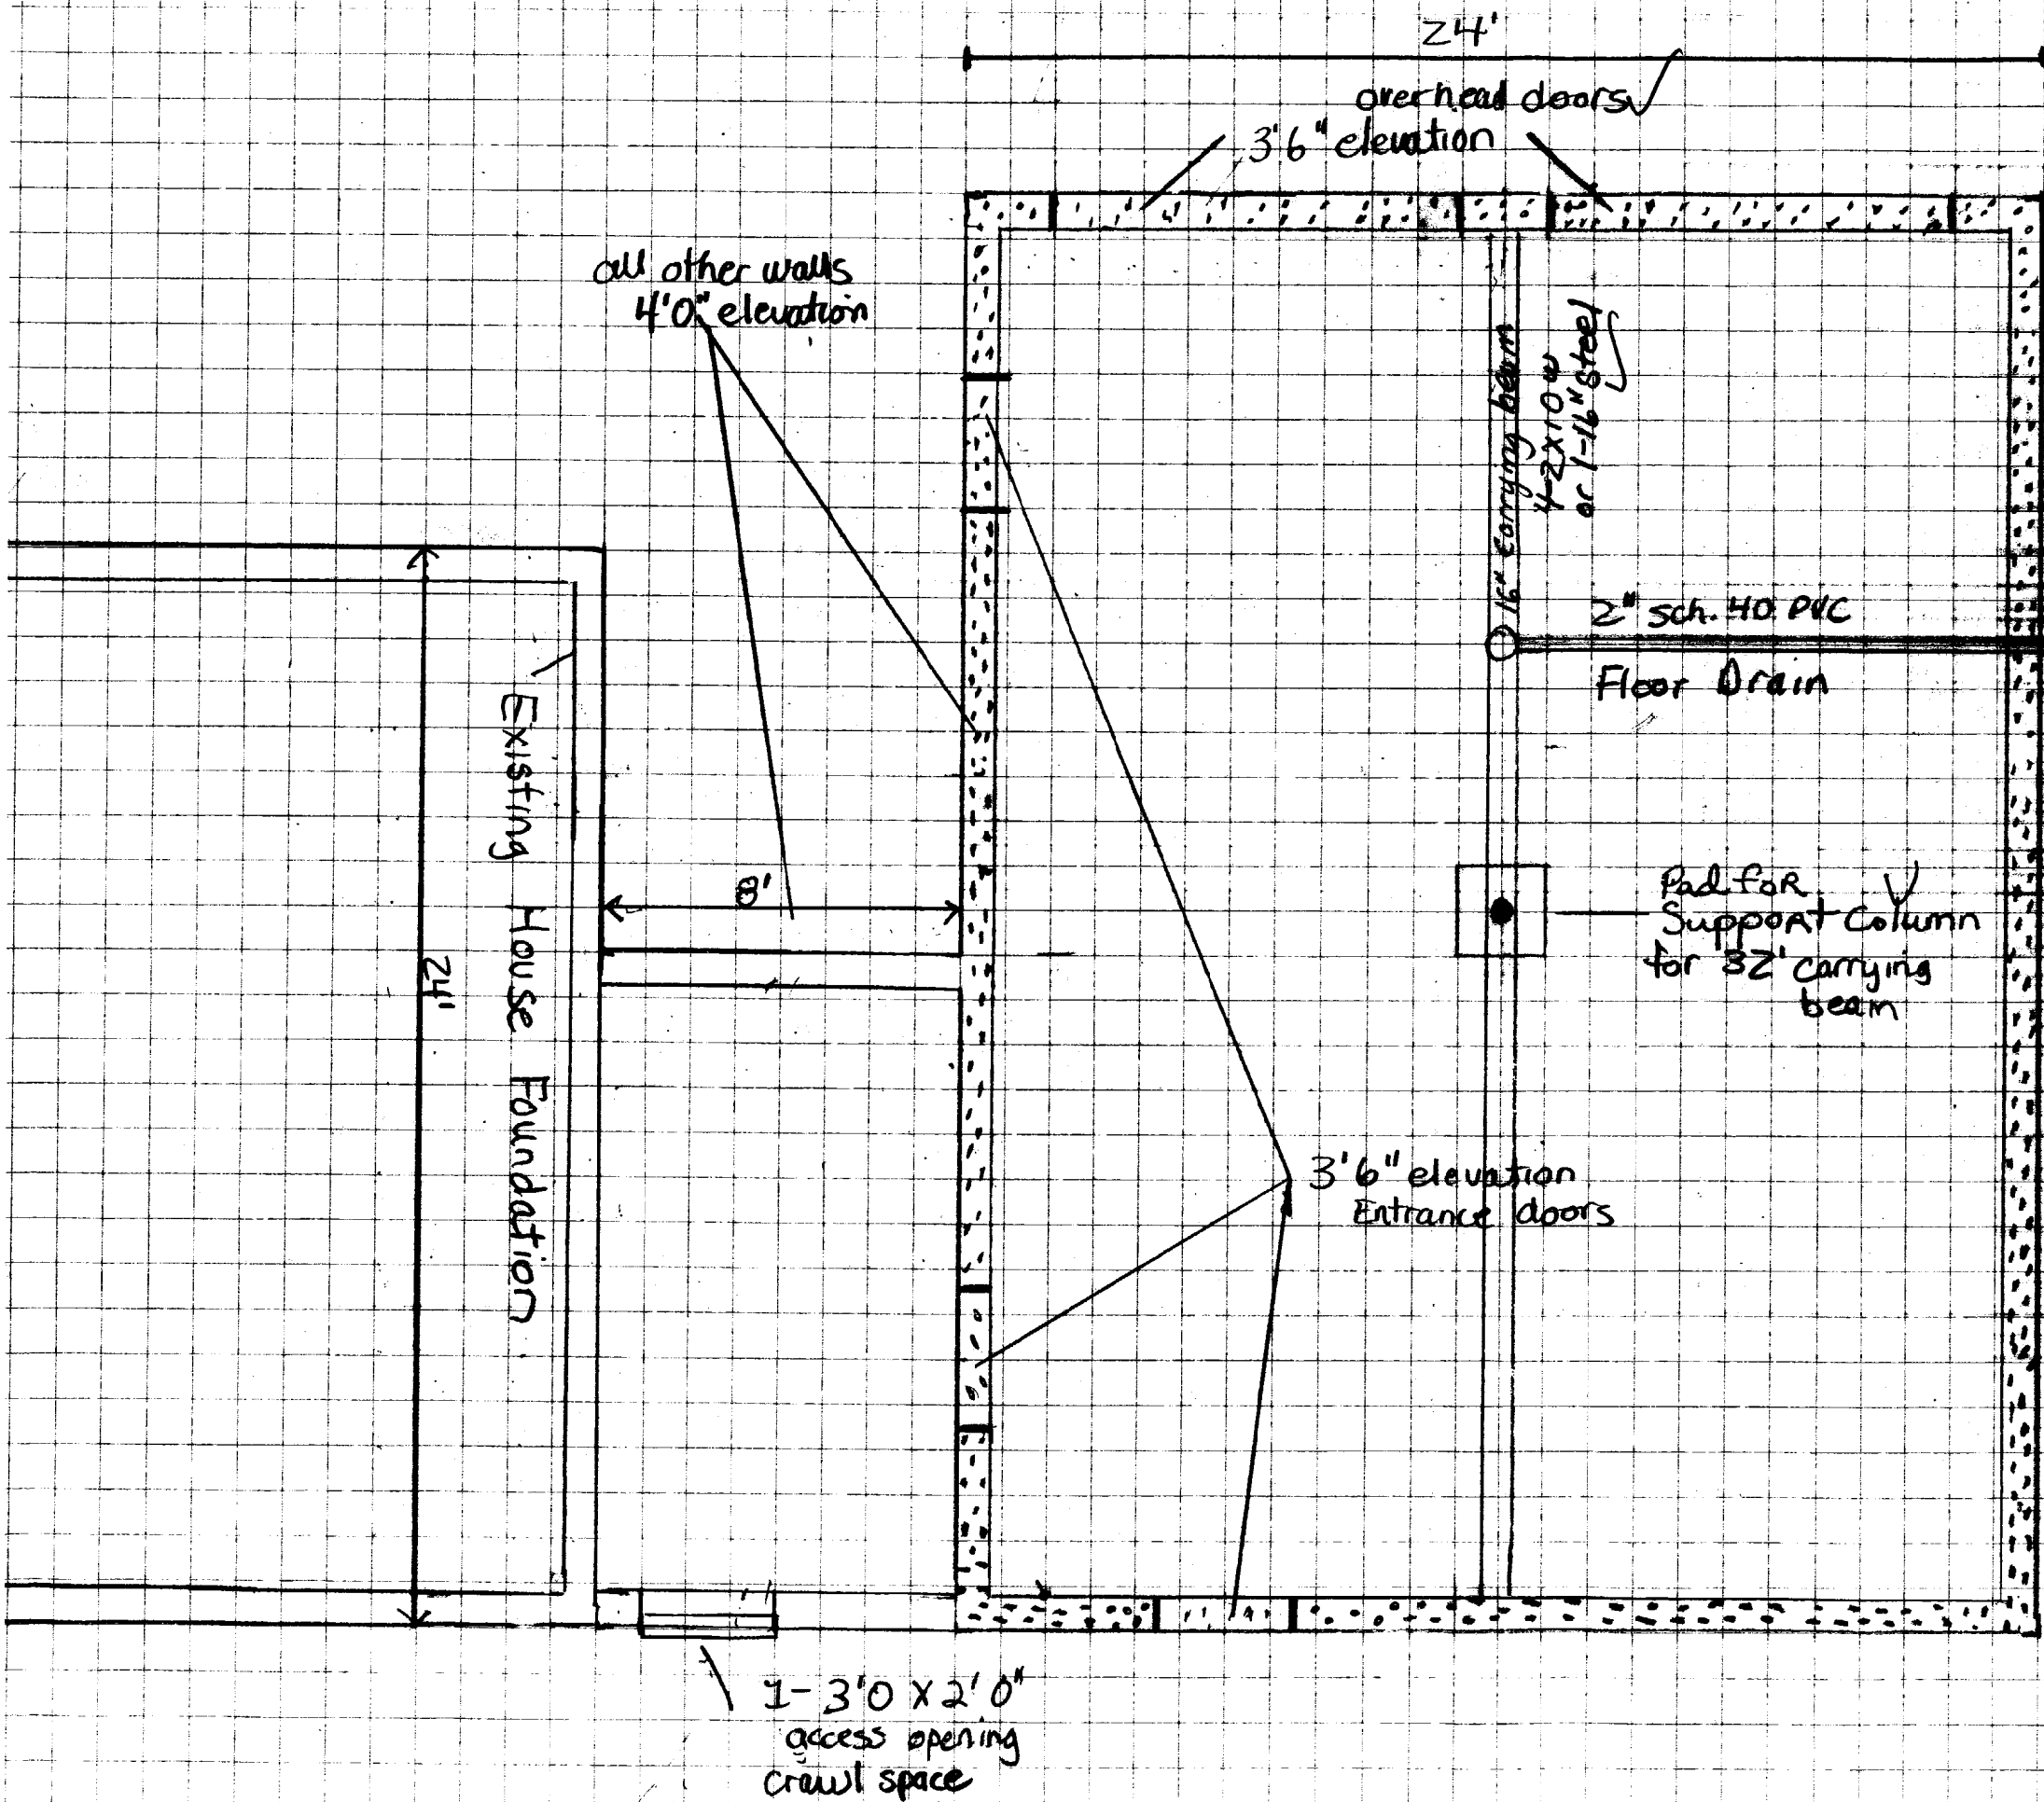 24'
overhead doors
3'6" elevation
all other walls
4'0" elevation
16" carrying beam
4-2x10 w
or 1-16" steel
2" sch. 40 PVC
Floor Drain
Existing House Foundation
24'
8'
Pad for
Support Column
for 32' carrying
beam
3'6" elevation
Entrance doors
1-3'0 x 2'0"
access opening
crawl space